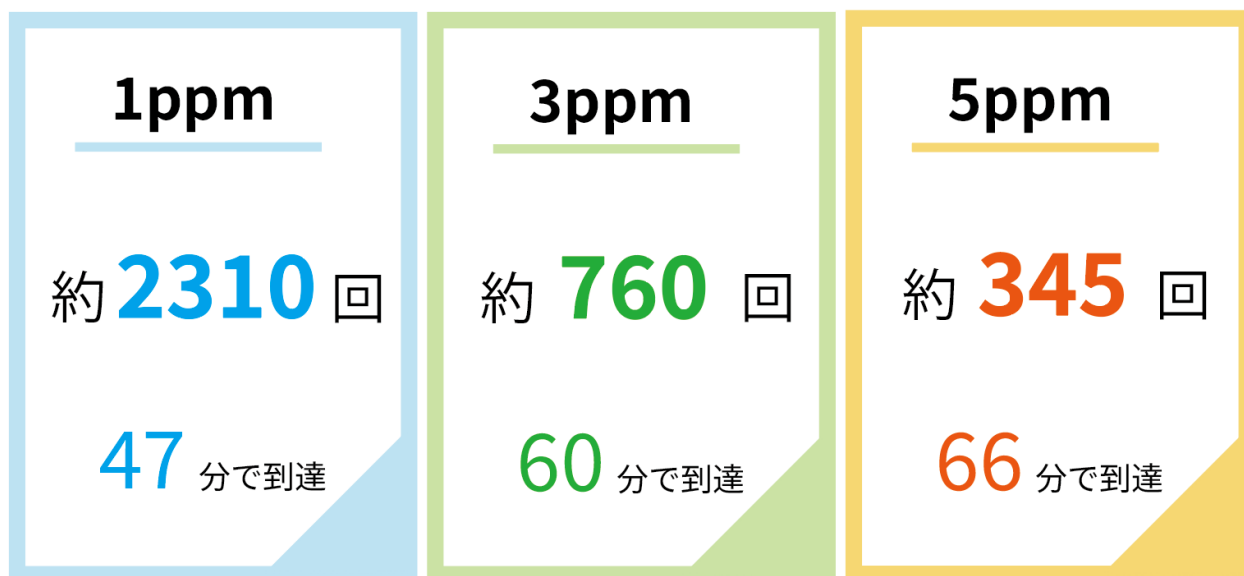 1ppm
約 2310 回
47 分で到達
3ppm
約 760 回
60 分で到達
5ppm
約 345 回
66 分で到達